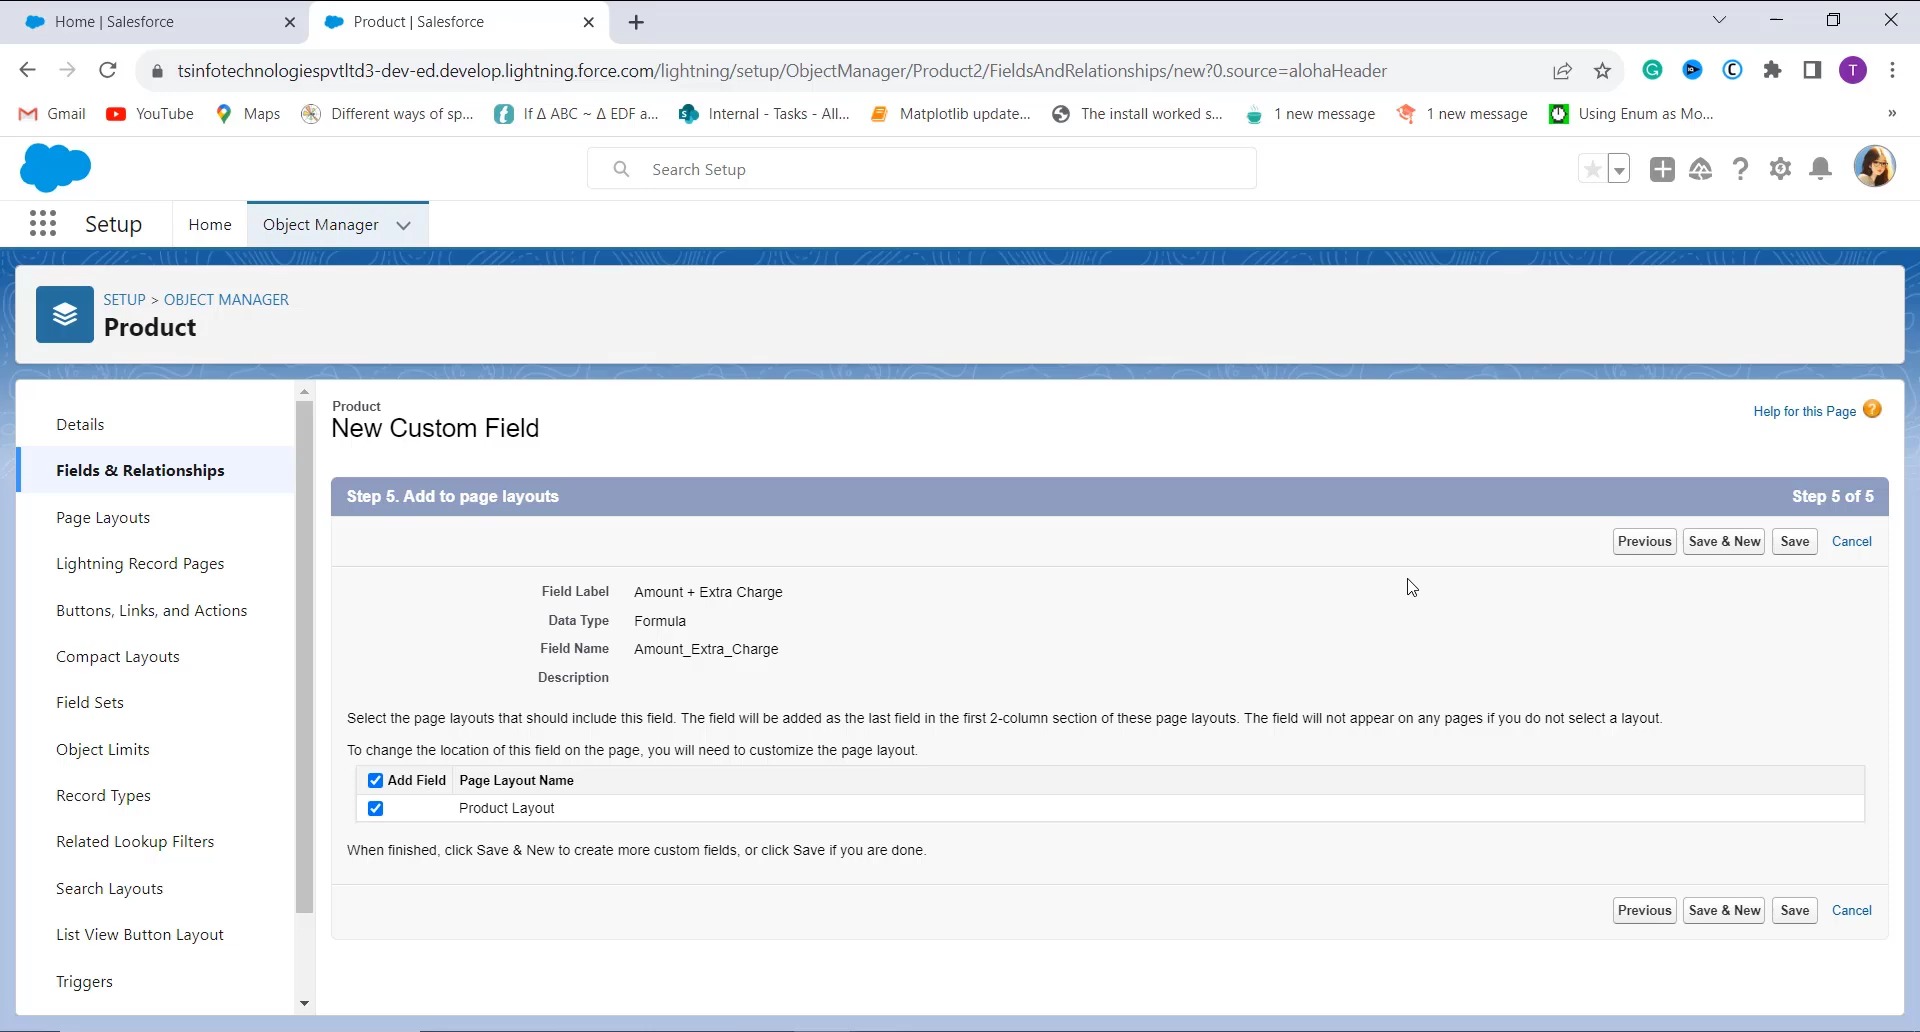 Home | Salesforce
Product | Salesforce
tsinfotechnologiespvtltd3-dev-ed.develop.lightning.force.com/lightning/setup/ObjectManager/Product2/FieldsAndRelationships/new?0.source=alohaHeader
T
Gmail
YouTube
Maps
Different ways of sp...
If Δ ABC ~ Δ EDF a...
Internal - Tasks - All...
Matplotlib update...
The install worked s...
1 new message
1 new message
Using Enum as Mo...
»
Search Setup
Setup
Home
Object Manager
SETUP > OBJECT MANAGER
Product
Details
Fields & Relationships
Page Layouts
Lightning Record Pages
Buttons, Links, and Actions
Compact Layouts
Field Sets
Object Limits
Record Types
Related Lookup Filters
Search Layouts
List View Button Layout
Triggers
Product
New Custom Field
Help for this Page ?
Step 5. Add to page layouts
Step 5 of 5
Previous Save & New Save Cancel
Field Label Amount + Extra Charge
Data Type Formula
Field Name Amount_Extra_Charge
Description
Select the page layouts that should include this field. The field will be added as the last field in the first 2-column section of these page layouts. The field will not appear on any pages if you do not select a layout.
To change the location of this field on the page, you will need to customize the page layout.
Add Field Page Layout Name
Product Layout
When finished, click Save & New to create more custom fields, or click Save if you are done.
Previous Save & New Save Cancel